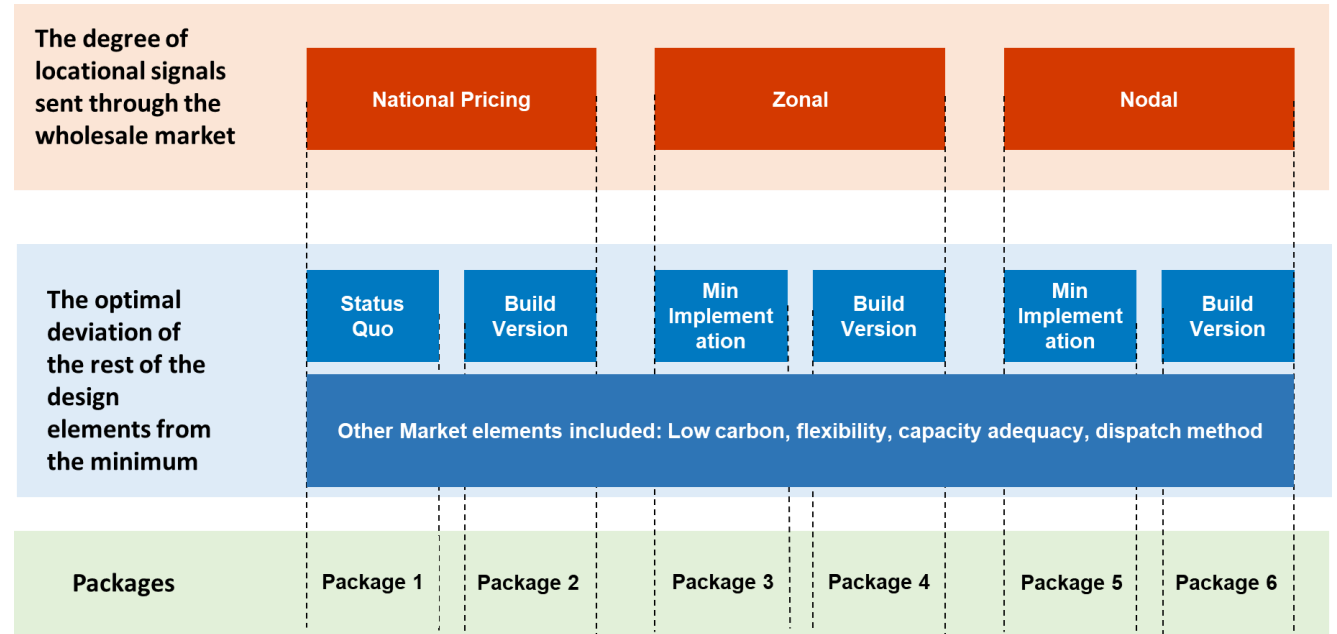 The degree of
locational signals
sent through the
wholesale market
National Pricing
Zonal
Nodal
The optimal
deviation of
the rest of the
design
elements from
the minimum
Status
Quo
Build
Version
Min
Implement
ation
Build
Version
Min
Implement
ation
Build
Version
Other Market elements included: Low carbon, flexibility, capacity adequacy, dispatch method
Packages
Package 1
Package 2
Package 3
Package 4
Package 5
Package 6